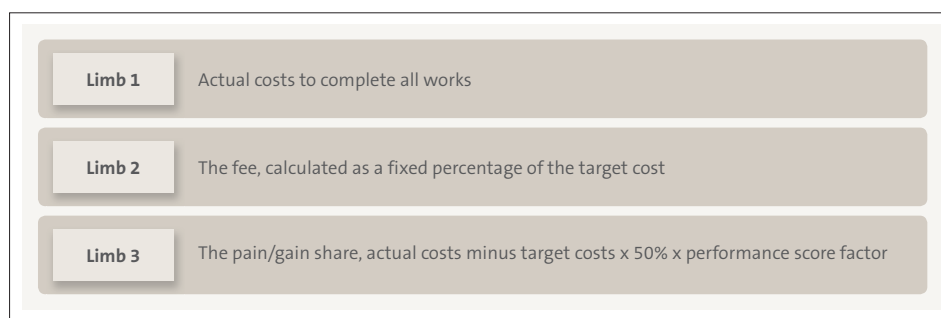 Limb 1
Actual costs to complete all works
Limb 2
The fee, calculated as a fixed percentage of the target cost
Limb 3
The pain/gain share, actual costs minus target costs x 50% x performance score factor